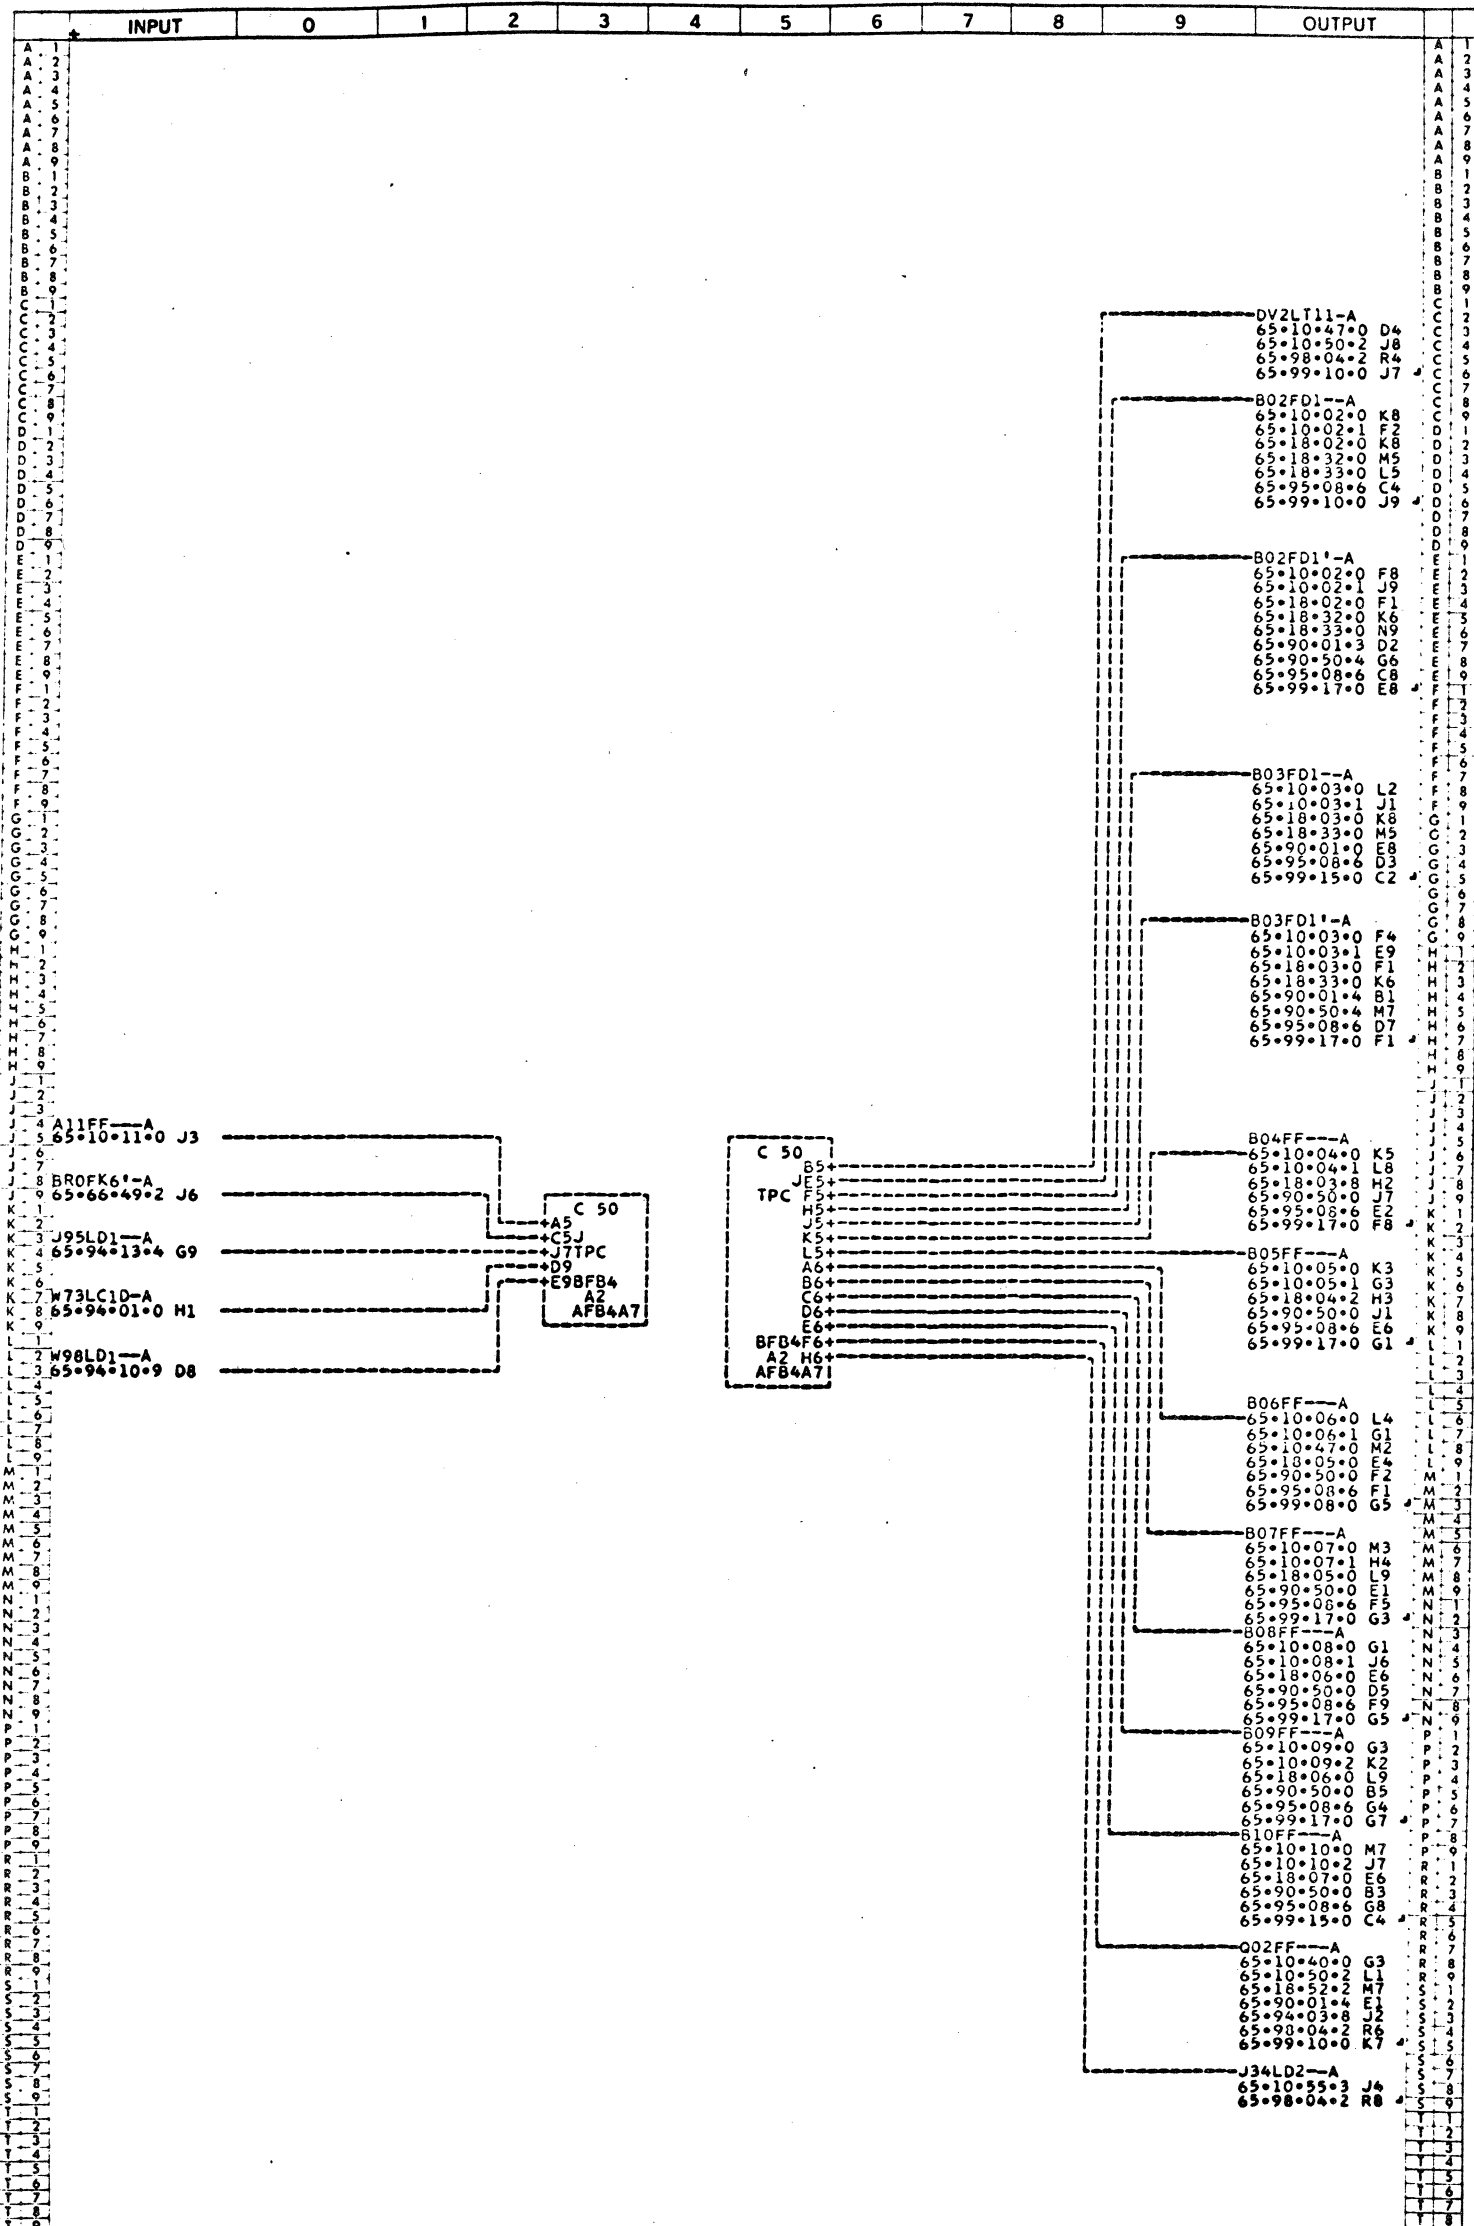 INPUT 0 1 2 3 4 5 6 7 8 9 OUTPUT
DV2LT11-A
65•10•47•0 D4
65•10•50•2 J8
65•98•04•2 R4
65•99•10•0 J7
B02FD1--A
65•10•02•0 K8
65•10•02•1 F2
65•18•02•0 K8
65•18•32•0 M5
65•18•33•0 L5
65•95•08•6 C4
65•99•10•0 J9
B02FD1'-A
65•10•02•0 F8
65•10•02•1 J9
65•18•02•0 F1
65•18•32•0 K6
65•18•33•0 N9
65•90•01•3 D2
65•90•50•4 G6
65•95•08•6 C8
65•99•17•0 E8
B03FD1--A
65•10•03•0 L2
65•10•03•1 J1
65•18•03•0 K8
65•18•33•0 M5
65•90•01•0 E8
65•95•08•6 D3
65•99•15•0 C2
B03FD1'-A
65•10•03•0 F4
65•10•03•1 E9
65•18•03•0 F1
65•18•33•0 K6
65•90•01•4 B1
65•90•50•4 M7
65•95•08•6 D7
65•99•17•0 F1
A11FF---A
65•10•11•0 J3
BR0FK6'-A
65•66•49•2 J6
J95LD1--A
65•94•13•4 G9
W73LC1D-A
65•94•01•0 H1
W98LD1--A
65•94•10•9 D8
C 50
+A5
+C5J
+J7TPC
+D9
+E9BFB4
A2
AFB4A7
C 50
B5+
JE5+
TPC F5+
H5+
J5+
K5+
L5+
A6+
B6+
C6+
D6+
E6+
BFB4F6+
A2 H6+
AFB4A7
B04FF---A
65•10•04•0 K5
65•10•04•1 L8
65•18•03•8 H2
65•90•50•0 J7
65•95•08•6 E2
65•99•17•0 F8
B05FF---A
65•10•05•0 K3
65•10•05•1 G3
65•18•04•2 H3
65•90•50•0 J1
65•95•08•6 E6
65•99•17•0 G1
B06FF---A
65•10•06•0 L4
65•10•06•1 G1
65•10•47•0 M2
65•18•05•0 E4
65•90•50•0 F2
65•95•08•6 F1
65•99•08•0 G5
B07FF---A
65•10•07•0 M3
65•10•07•1 H4
65•18•05•0 L9
65•90•50•0 E1
65•95•08•6 F5
65•99•17•0 G3
B08FF---A
65•10•08•0 G1
65•10•08•1 J6
65•18•06•0 E6
65•90•50•0 D5
65•95•08•6 F9
65•99•17•0 G5
B09FF---A
65•10•09•0 G3
65•10•09•2 K2
65•18•06•0 L9
65•90•50•0 B5
65•95•08•6 G4
65•99•17•0 G7
B10FF---A
65•10•10•0 M7
65•10•10•2 J7
65•18•07•0 E6
65•90•50•0 B3
65•95•08•6 G8
65•99•15•0 C4
Q02FF---A
65•10•40•0 G3
65•10•50•2 L1
65•18•52•2 M7
65•90•01•4 E1
65•94•03•8 J2
65•98•04•2 R6
65•99•10•0 K7
J34LD2--A
65•10•55•3 J4
65•98•04•2 R8